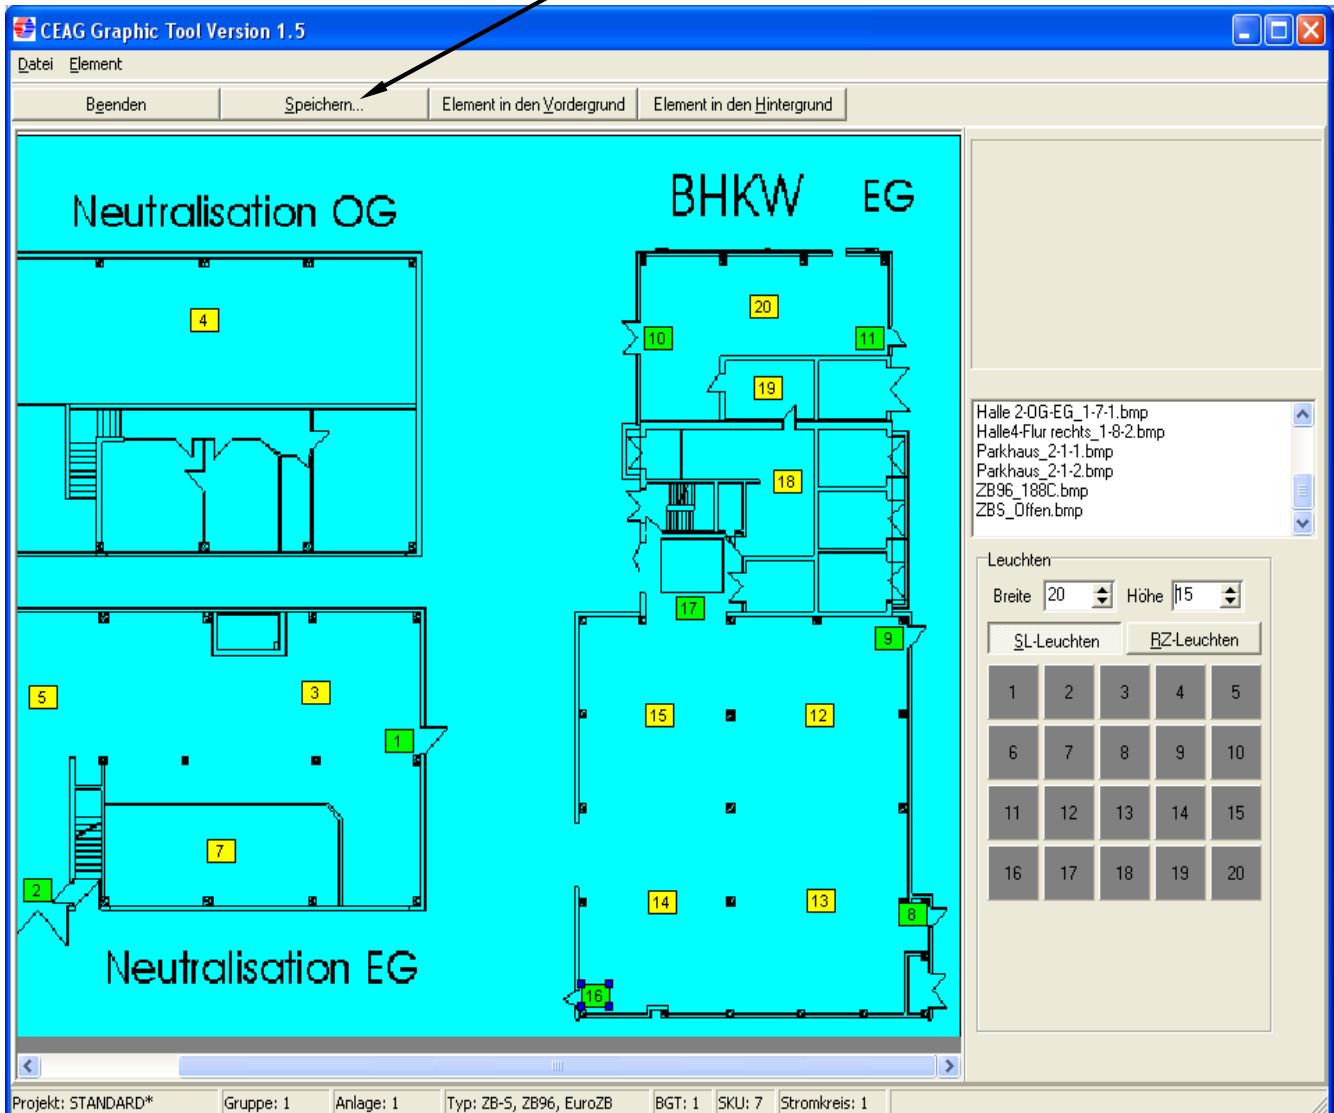 CEAG Graphic Tool Version 1.5
Datei Element
Beenden Speichern... Element in den Vordergrund Element in den Hintergrund
Neutralisation OG
BHKW EG
4
20
10 11
19
18
17
9
5 3
15 12
1
7
2
14 13
8
Neutralisation EG
16
Halle 2-OG-EG_1-7-1.bmp
Halle4-Flur rechts_1-8-2.bmp
Parkhaus_2-1-1.bmp
Parkhaus_2-1-2.bmp
ZB96_188C.bmp
ZBS_Offen.bmp
Leuchten
Breite 20 Höhe 15
SL-Leuchten RZ-Leuchten
1 2 3 4 5
6 7 8 9 10
11 12 13 14 15
16 17 18 19 20
Projekt: STANDARD* Gruppe: 1 Anlage: 1 Typ: ZB-S, ZB96, EuroZB BGT: 1 SKU: 7 Stromkreis: 1